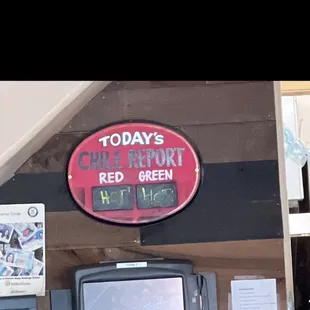 TODAY'S
CHILE REPORT
RED GREEN
HOT HOT